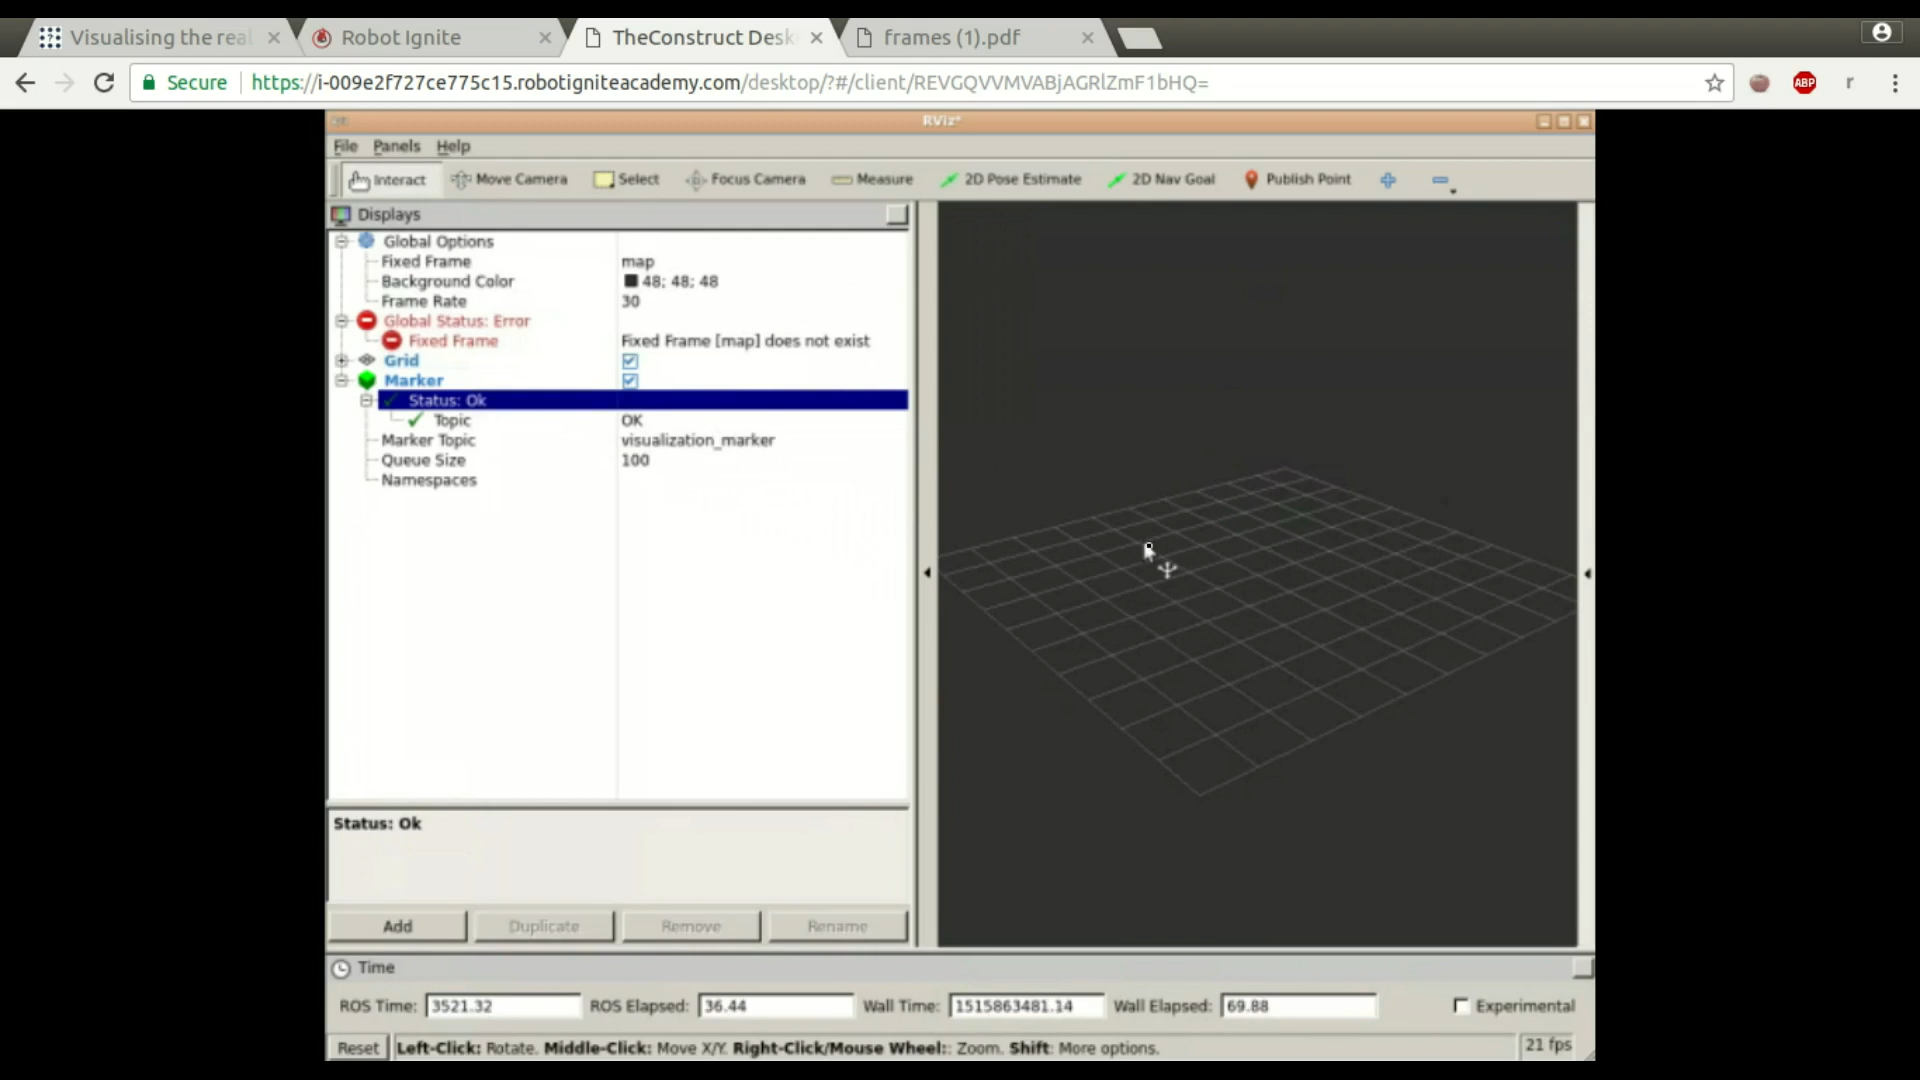 Visualising the real
Robot Ignite
TheConstruct Desk
frames (1).pdf
Secure
https://i-009e2f727ce775c15.robotigniteacademy.com/desktop/?#/client/REVGQVVMVABjAGRlZmF1bHQ=
ABP
r
RViz*
File Panels Help
Interact Move Camera Select Focus Camera Measure 2D Pose Estimate 2D Nav Goal Publish Point
Displays
Global Options
Fixed Frame map
Background Color 48; 48; 48
Frame Rate 30
Global Status: Error
Fixed Frame Fixed Frame [map] does not exist
Grid
Marker
Status: Ok
Topic OK
Marker Topic visualization_marker
Queue Size 100
Namespaces
Status: Ok
Add Duplicate Remove Rename
Time
ROS Time: 3521.32 ROS Elapsed: 36.44 Wall Time: 1515863481.14 Wall Elapsed: 69.88 Experimental
Reset Left-Click: Rotate. Middle-Click: Move X/Y. Right-Click/Mouse Wheel:: Zoom. Shift: More options. 21 fps